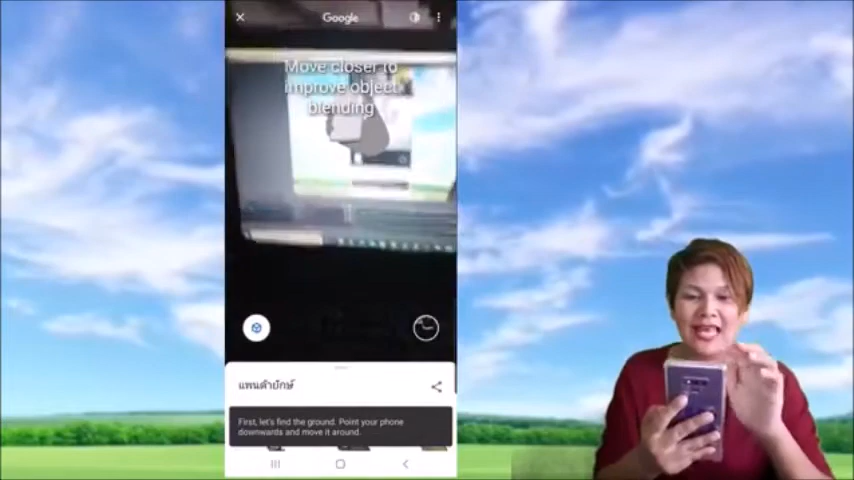 Google
Move closer to
improve object
blending
แพนด้ายักษ์
First, let's find the ground. Point your phone
downwards and move it around.